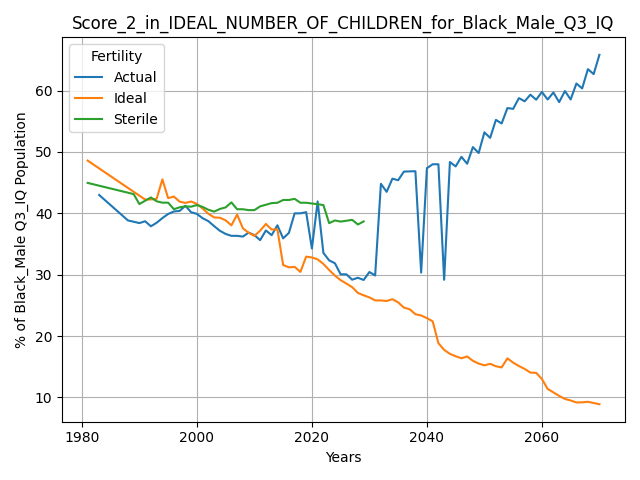 Score_2_in_IDEAL_NUMBER_OF_CHILDREN_for_Black_Male_Q3_IQ
Fertility
Actual
Ideal
Sterile
% of Black_Male Q3_IQ Population
60
50
40
30
20
10
1980 2000 2020 2040 2060
Years